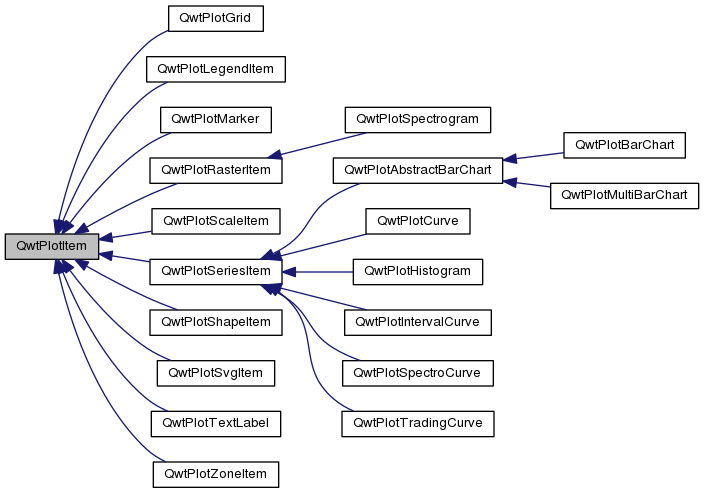 QwtPlotGrid
QwtPlotLegendItem
QwtPlotMarker
QwtPlotSpectrogram
QwtPlotBarChart
QwtPlotRasterItem
QwtPlotAbstractBarChart
QwtPlotMultiBarChart
QwtPlotScaleItem
QwtPlotCurve
QwtPlotItem
QwtPlotSeriesItem
QwtPlotHistogram
QwtPlotShapeItem
QwtPlotIntervalCurve
QwtPlotSvgItem
QwtPlotSpectroCurve
QwtPlotTextLabel
QwtPlotTradingCurve
QwtPlotZoneItem